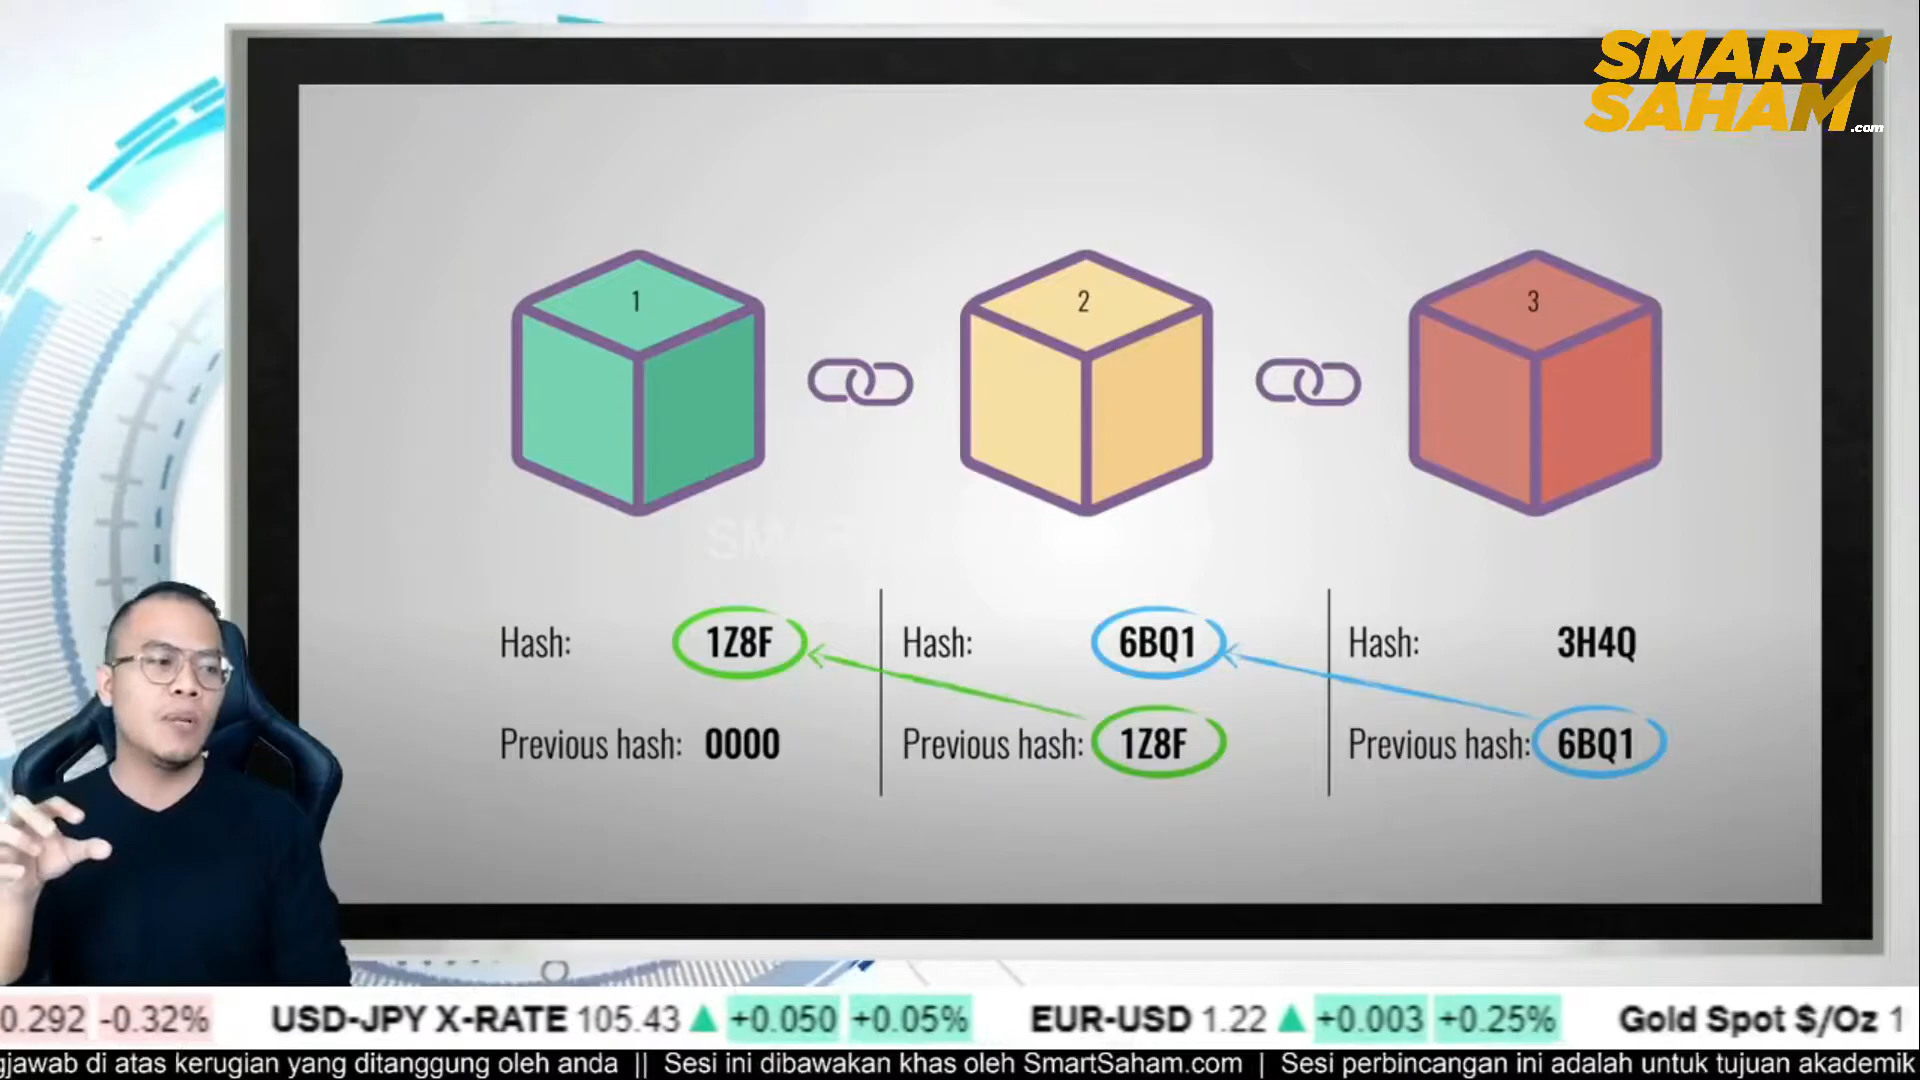 SMART
SAHAM
.com
1
2
3
Hash: 1Z8F
Hash: 6BQ1
Hash: 3H4Q
Previous hash: 0000
Previous hash: 1Z8F
Previous hash: 6BQ1
0.292 -0.32% USD-JPY X-RATE 105.43 ▲ +0.050 +0.05% EUR-USD 1.22 ▲ +0.003 +0.25% Gold Spot $/Oz 1
gjawab di atas kerugian yang ditanggung oleh anda || Sesi ini dibawakan khas oleh SmartSaham.com | Sesi perbincangan ini adalah untuk tujuan akademik